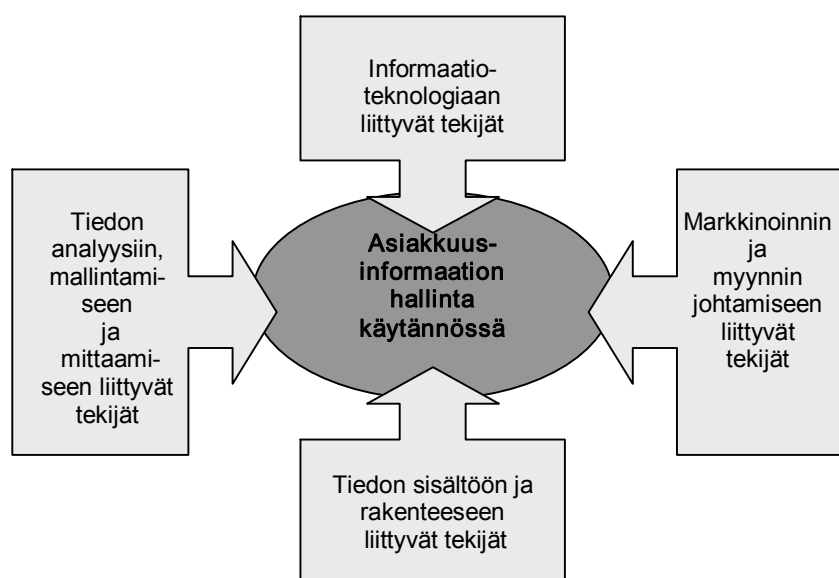 Informaatio-
teknologiaan
liittyvät tekijät
Tiedon
analyysiin,
mallintami-
seen
ja
mittaami-
seen liittyvät
tekijät
Asiakkuus-
informaation
hallinta
käytännössä
Markkinoinnin
ja
myynnin
johtamiseen
liittyvät
tekijät
Tiedon sisältöön ja
rakenteeseen
liittyvät tekijät